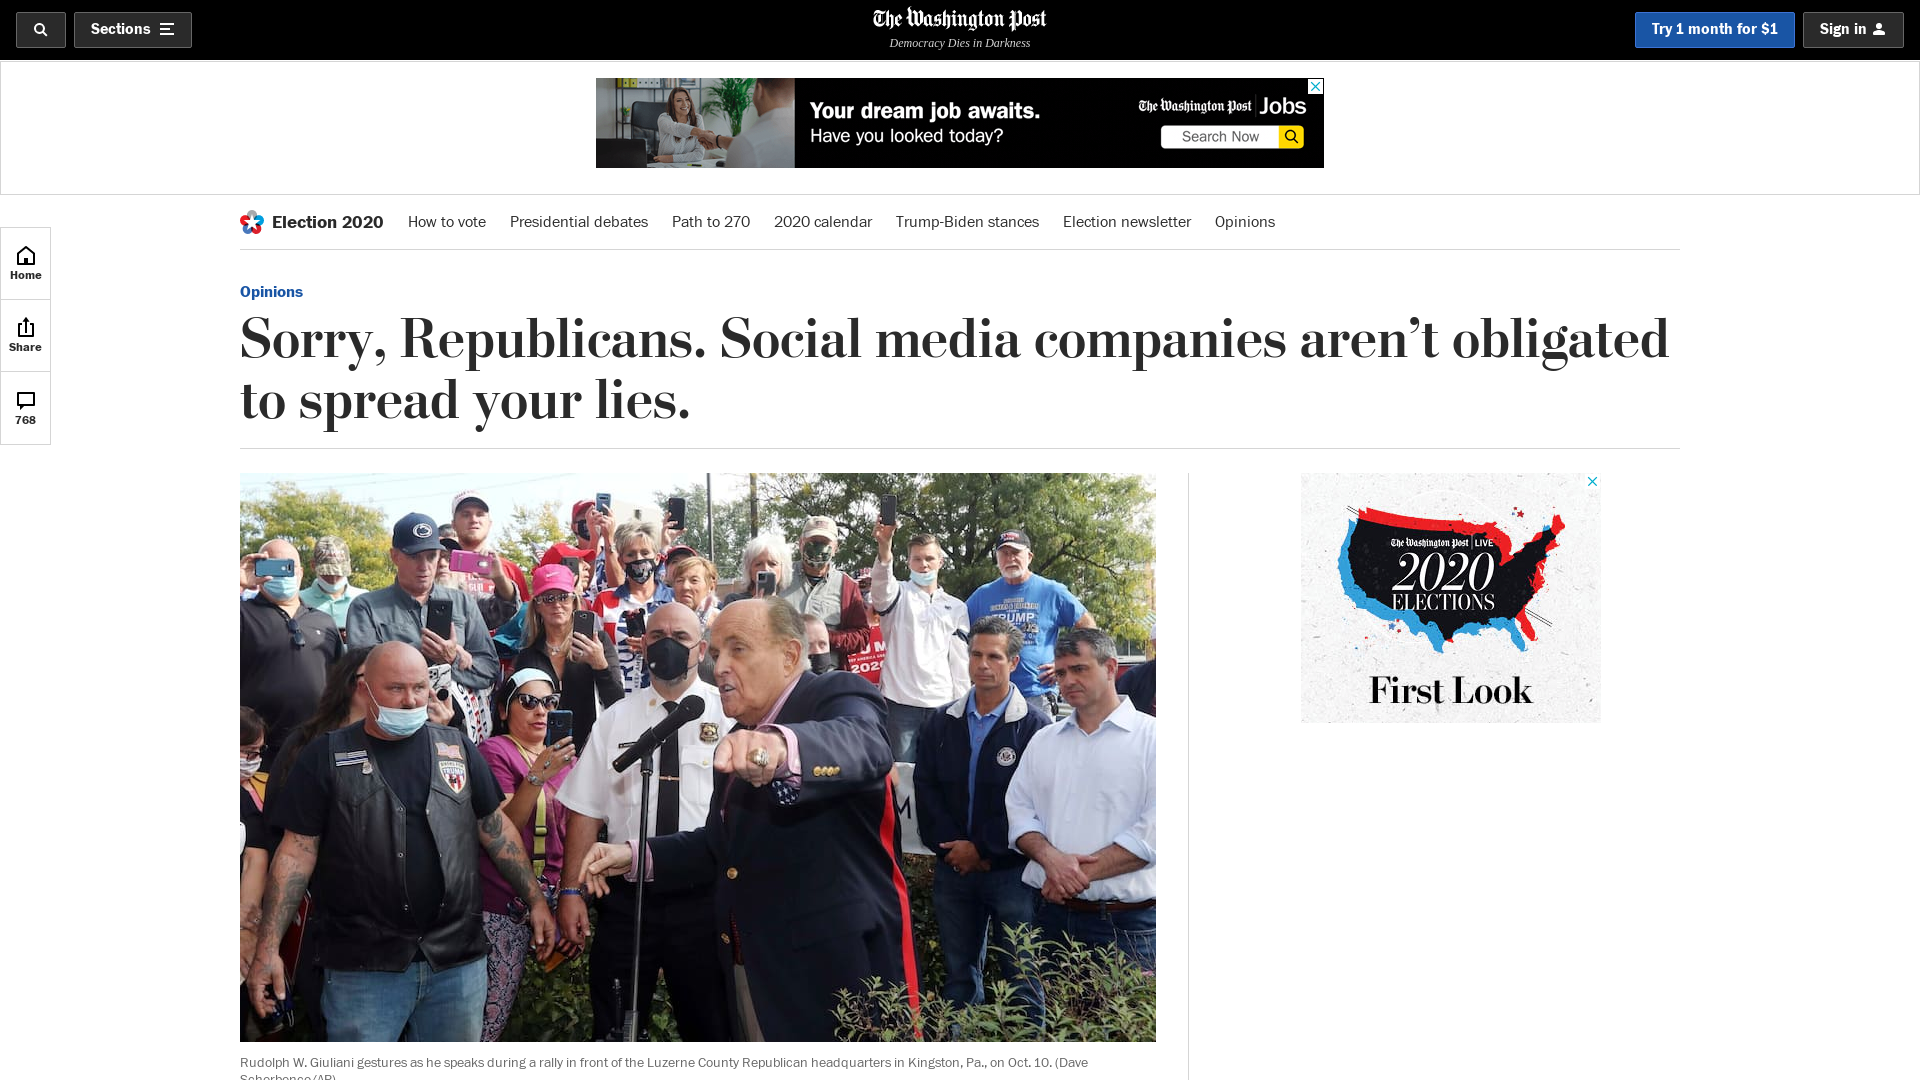 Sections
The Washington Post
Democracy Dies in Darkness
Try 1 month for $1
Sign in
Your dream job awaits.
Have you looked today?
The Washington Post Jobs
Search Now
Election 2020
How to vote
Presidential debates
Path to 270
2020 calendar
Trump-Biden stances
Election newsletter
Opinions
Home
Share
768
Opinions
Sorry, Republicans. Social media companies aren’t obligated
to spread your lies.
TRUMP
TRUMP
2020
The Washington Post LIVE
2020
ELECTIONS
First Look
Rudolph W. Giuliani gestures as he speaks during a rally in front of the Luzerne County Republican headquarters in Kingston, Pa., on Oct. 10. (Dave